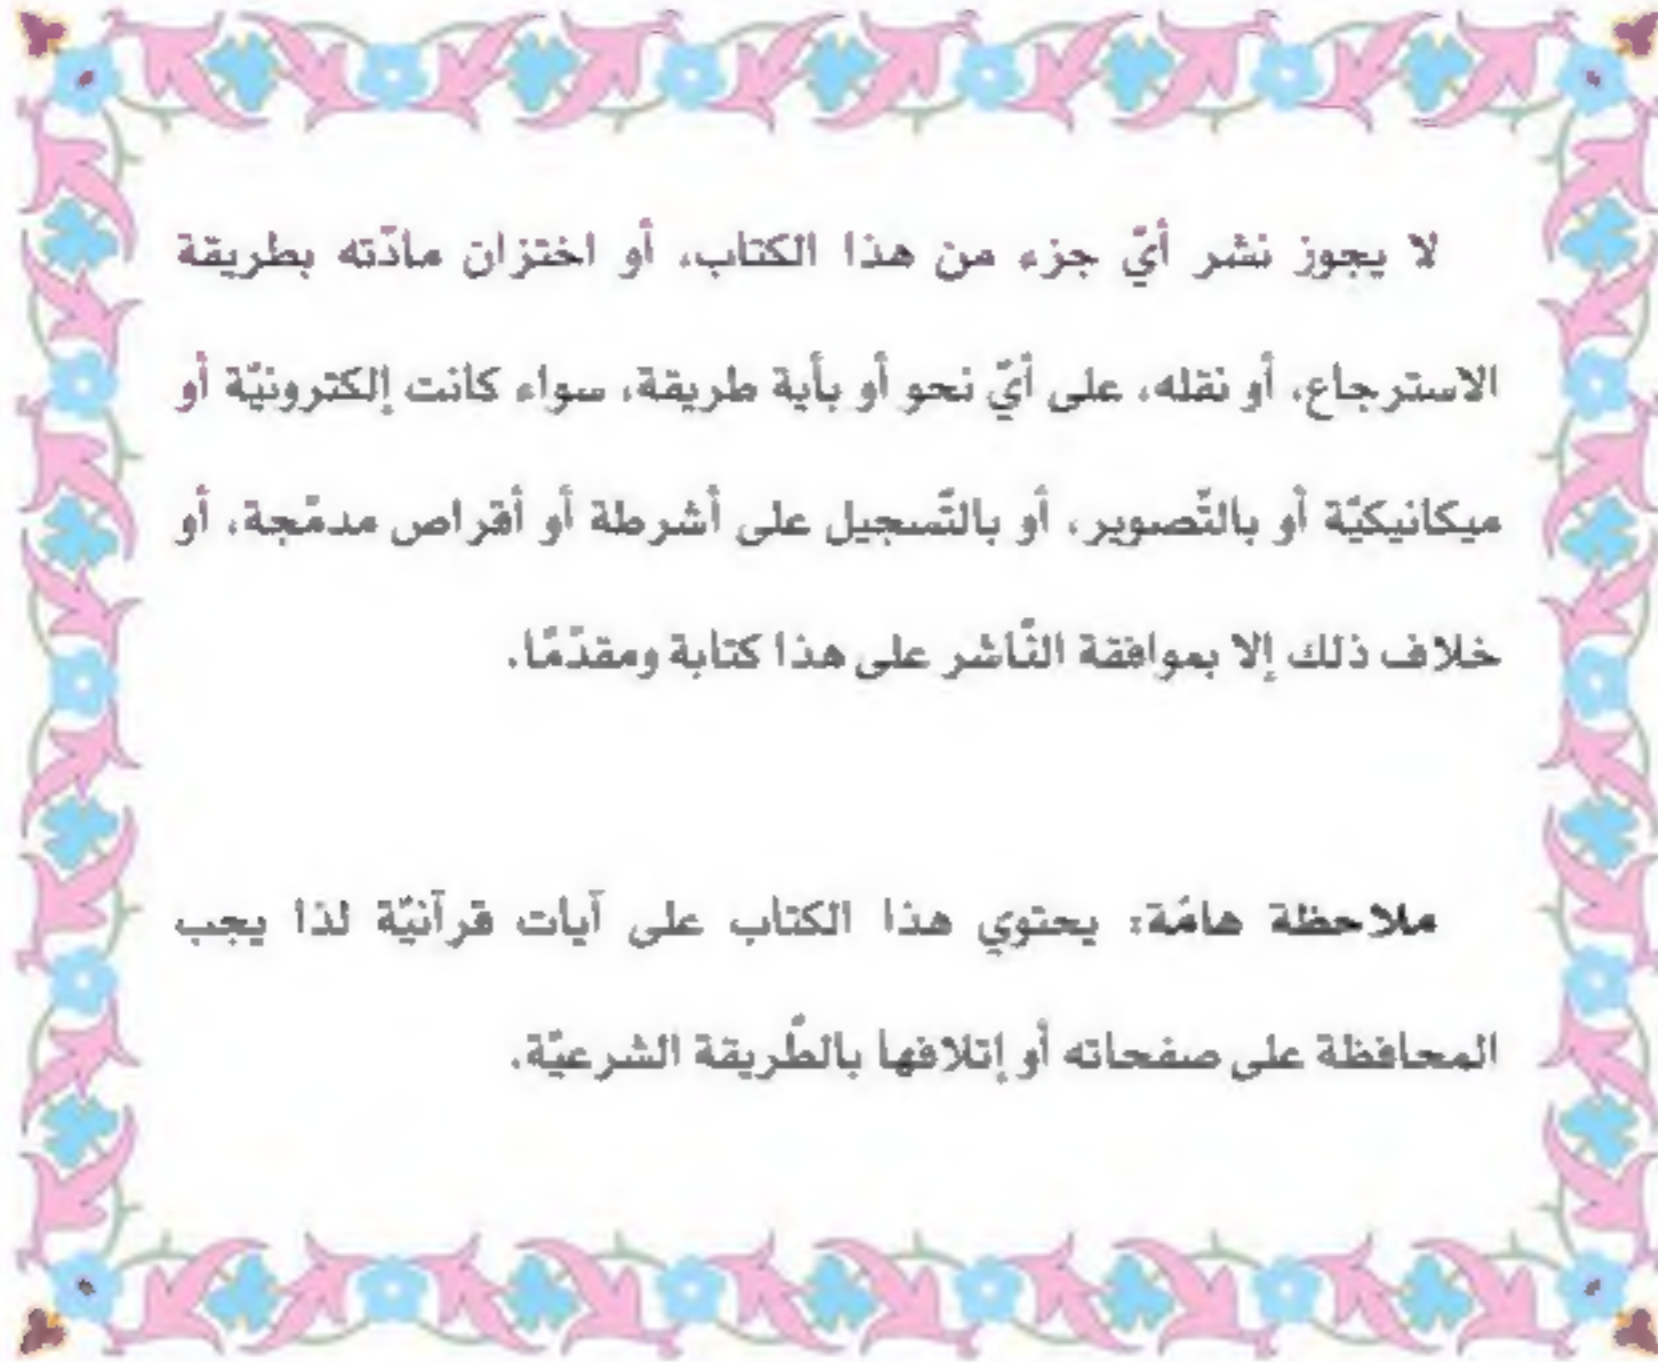 لا يجوز نشر أيّ جزء من هذا الكتاب، أو اختزان مادّته بطريقة
الاسترجاع، أو نقله، على أيّ نحو أو بأية طريقة، سواء كانت إلكترونيّة أو
ميكانيكيّة أو بالتّصوير، أو بالتّسجيل على أشرطة أو أقراص مدمّجة، أو
خلاف ذلك إلا بموافقة النّاشر على هذا كتابة ومقدّمًا.
ملاحظة هامّة: يحتوي هذا الكتاب على آيات قرآنيّة لذا يجب
المحافظة على صفحاته أو إتلافها بالطّريقة الشرعيّة.